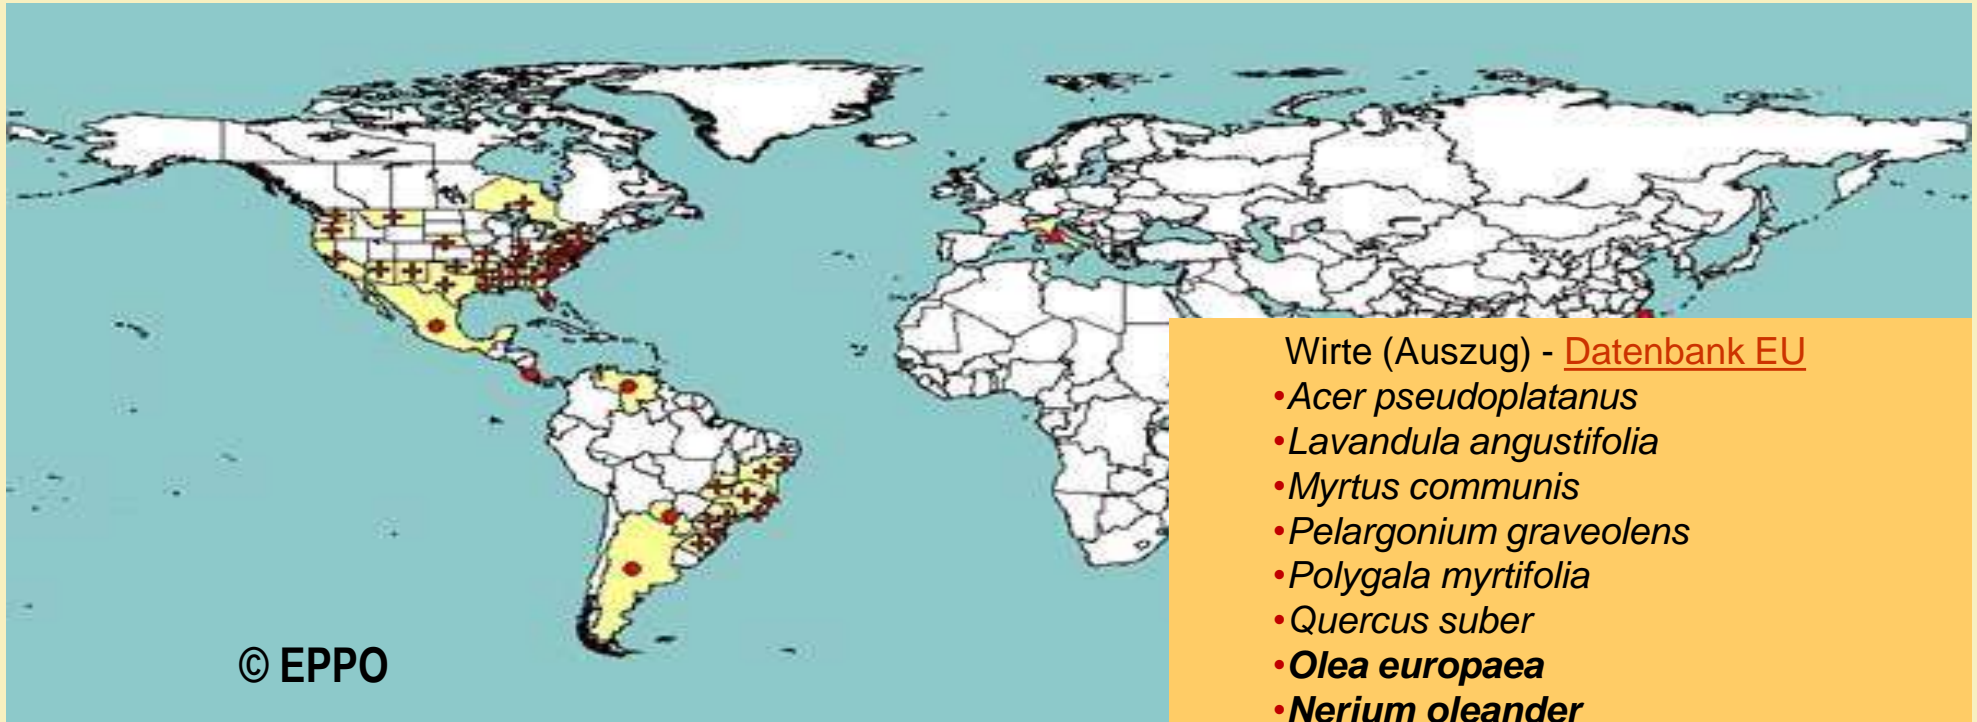 Wirte (Auszug) - Datenbank EU
•Acer pseudoplatanus
•Lavandula angustifolia
•Myrtus communis
•Pelargonium graveolens
•Polygala myrtifolia
•Quercus suber
•Olea europaea
•Nerium oleander
© EPPO